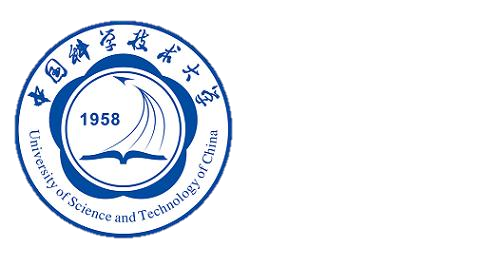 中国科学技术大学
1958
University of Science and Technology of China